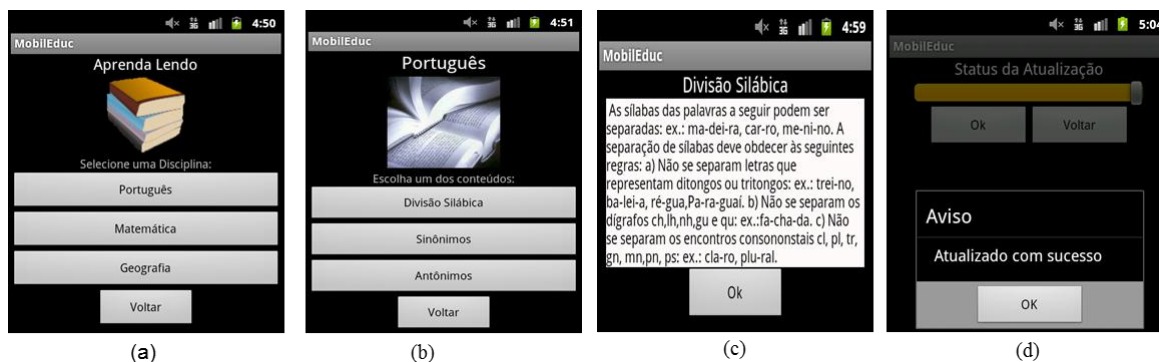 4:50
MobilEduc
Aprenda Lendo
Selecione uma Disciplina:
Português
Matemática
Geografia
Voltar
(a)
4:51
MobilEduc
Português
Escolha um dos conteúdos:
Divisão Silábica
Sinônimos
Antônimos
Voltar
(b)
4:59
MobilEduc
Divisão Silábica
As sílabas das palavras a seguir podem ser
separadas: ex.: ma-dei-ra, car-ro, me-ni-no. A
separação de sílabas deve obdecer às seguintes
regras: a) Não se separam letras que
representam ditongos ou tritongos: ex.: trei-no,
ba-lei-a, ré-gua,Pa-ra-guaí. b) Não se separam os
dígrafos ch,lh,nh,gu e qu: ex.:fa-cha-da. c) Não
se separam os encontros consononstais cl, pl, tr,
gn, mn,pn, ps: ex.: cla-ro, plu-ral.
Ok
(c)
5:04
MobilEduc
Status da Atualização
Ok
Voltar
Aviso
Atualizado com sucesso
OK
(d)